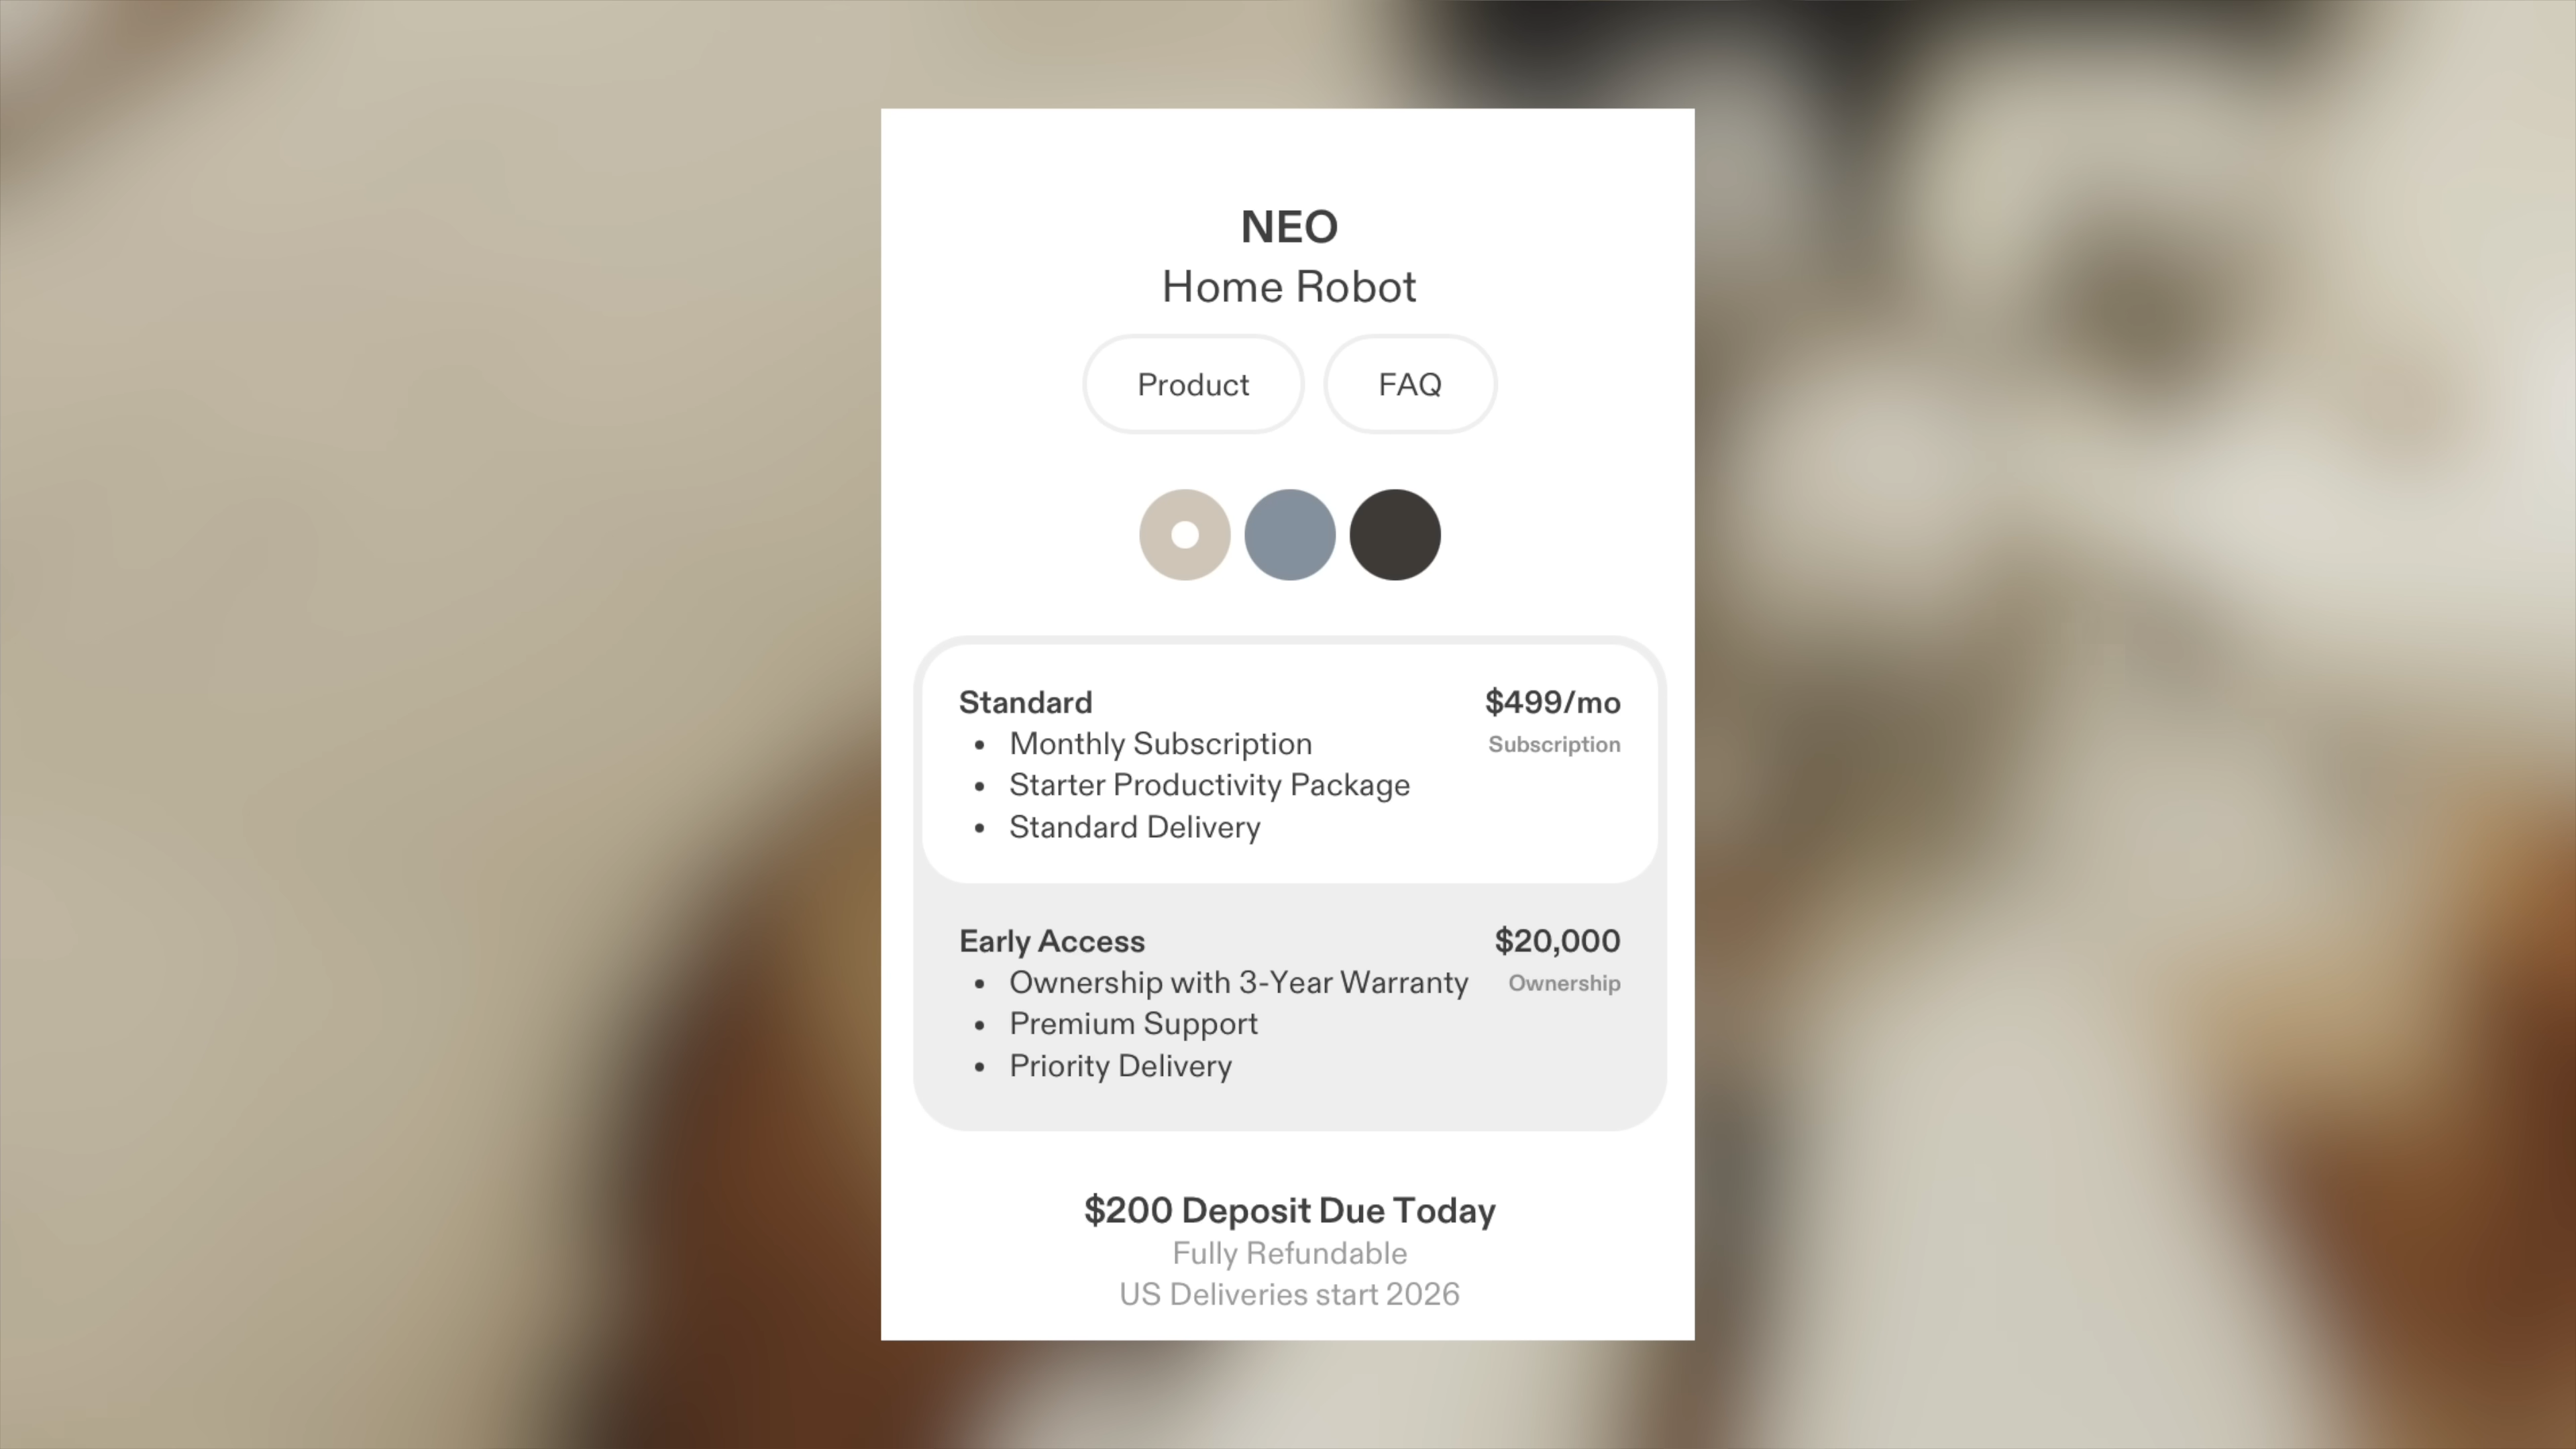 NEO
Home Robot
Product
FAQ
Standard
$499/mo
• Monthly Subscription
Subscription
• Starter Productivity Package
• Standard Delivery
Early Access
$20,000
• Ownership with 3-Year Warranty
Ownership
• Premium Support
• Priority Delivery
$200 Deposit Due Today
Fully Refundable
US Deliveries start 2026